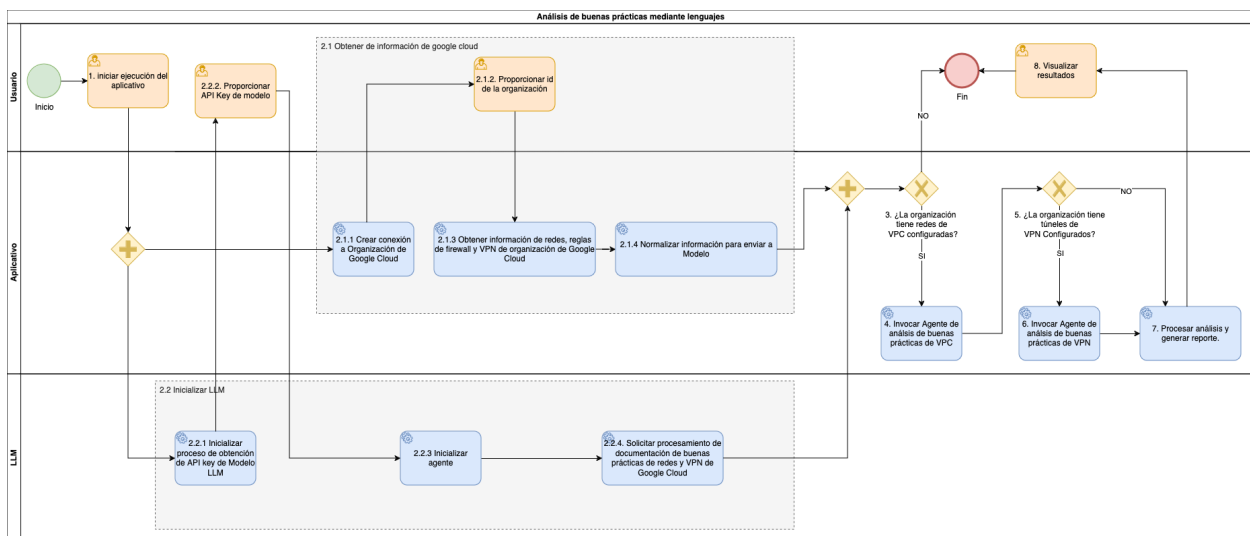 Análisis de buenas prácticas mediante lenguajes
Usuario
Inicio
1. iniciar ejecución del
aplicativo
2.2.2. Proporcionar
API Key de modelo
2.1 Obtener de información de google cloud
2.1.2. Proporcionar id
de la organización
Fin
8. Visualizar
resultados
NO
Aplicativo
2.1.1 Crear conexión
a Organización de
Google Cloud
2.1.3 Obtener información de redes, reglas
de firewall y VPN de organización de Google
Cloud
2.1.4 Normalizar información para enviar a
Modelo
3. ¿La organización
tiene redes de
VPC configuradas?
SI
5. ¿La organización tiene
túneles de
VPN Configurados?
NO
SI
4. Invocar Agente de
análsis de buenas
prácticas de VPC
6. Invocar Agente de
análsis de buenas
prácticas de VPN
7. Procesar análisis y
generar reporte.
LLM
2.2 Inicializar LLM
2.2.1 Inicializar
proceso de obtención
de API key de Modelo
LLM
2.2.3 Inicializar
agente
2.2.4. Solicitar procesamiento de
documentación de buenas
prácticas de redes y VPN de
Google Cloud